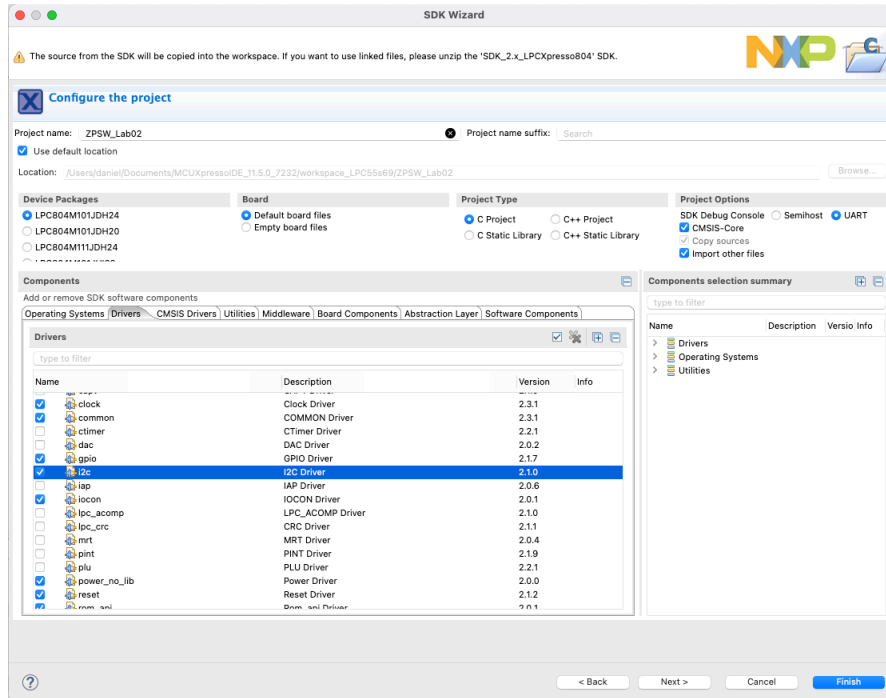 SDK Wizard
The source from the SDK will be copied into the workspace. If you want to use linked files, please unzip the 'SDK_2.x_LPCXpresso804' SDK.
NXP
C
X
Configure the project
Project name: ZPSW_Lab02 Project name suffix: Search
Use default location
Location: /Users/daniel/Documents/MCUXpressoIDE_11.5.0_7232/workspace_LPC55s69/ZPSW_Lab02 Browse...
Device Packages Board Project Type Project Options
LPC804M101JDH24 Default board files C Project C++ Project SDK Debug Console Semihost UART
LPC804M101JDH20 Empty board files C Static Library C++ Static Library CMSIS-Core
LPC804M111JDH24 Copy sources
Import other files
Components Components selection summary
Add or remove SDK software components
Operating Systems Drivers CMSIS Drivers Utilities Middleware Board Components Abstraction Layer Software Components type to filter
Drivers Name Description Versio Info
type to filter Drivers
Operating Systems
Utilities
Name Description Version Info
clock Clock Driver 2.3.1
common COMMON Driver 2.3.1
ctimer CTimer Driver 2.2.1
dac DAC Driver 2.0.2
gpio GPIO Driver 2.1.7
i2c I2C Driver 2.1.0
iap IAP Driver 2.0.6
iocon IOCON Driver 2.0.1
lpc_acomp LPC_ACOMP Driver 2.1.0
lpc_crc CRC Driver 2.1.1
mrt MRT Driver 2.0.4
pint PINT Driver 2.1.9
plu PLU Driver 2.2.1
power_no_lib Power Driver 2.0.0
reset Reset Driver 2.1.2
rom_api Rom_api Driver 2.0.1
? < Back Next > Cancel Finish